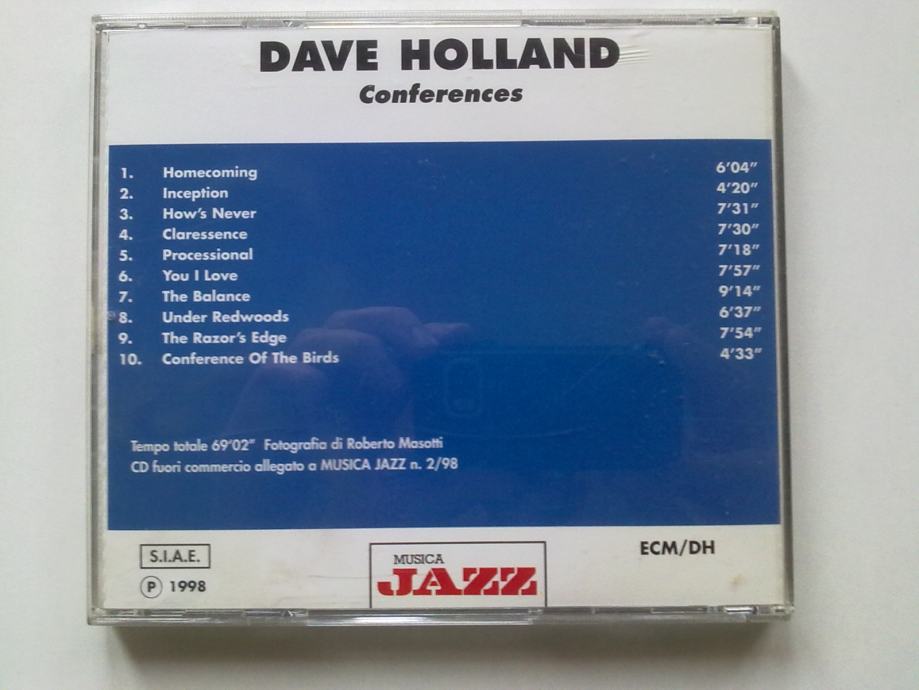 DAVE HOLLAND
Conferences
1. Homecoming 6'04"
2. Inception 4'20"
3. How's Never 7'31"
4. Claressence 7'30"
5. Processional 7'18"
6. You I Love 7'57"
7. The Balance 9'14"
8. Under Redwoods 6'37"
9. The Razor's Edge 7'54"
10. Conference Of The Birds 4'33"
Tempo totale 69'02" Fotografia di Roberto Masotti
CD fuori commercio allegato a MUSICA JAZZ n. 2/98
S.I.A.E.
℗ 1998
MUSICA
JAZZ
ECM/DH